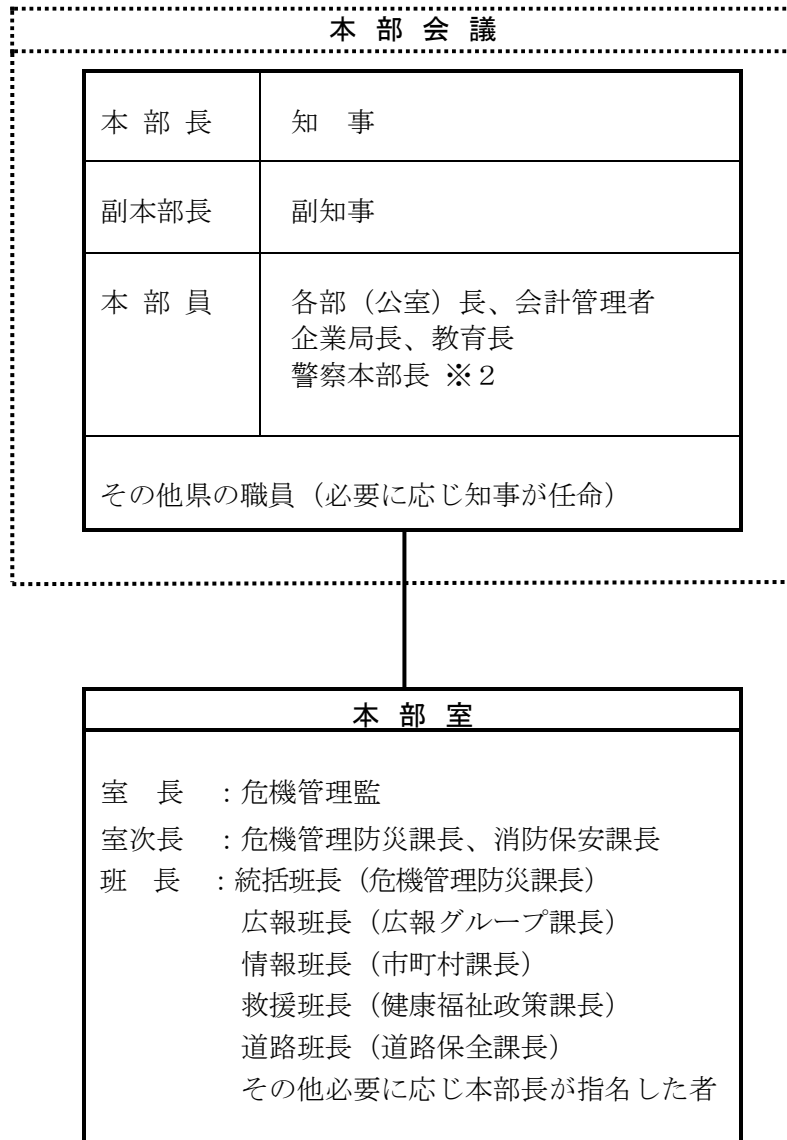 本 部 会 議
本 部 長　知　事
副本部長　副知事
本 部 員　各部（公室）長、会計管理者
企業局長、教育長
警察本部長 ※２
その他県の職員（必要に応じ知事が任命）
本 部 室
室　長　：危機管理監
室次長　：危機管理防災課長、消防保安課長
班　長　：統括班長（危機管理防災課長）
広報班長（広報グループ課長）
情報班長（市町村課長）
救援班長（健康福祉政策課長）
道路班長（道路保全課長）
その他必要に応じ本部長が指名した者